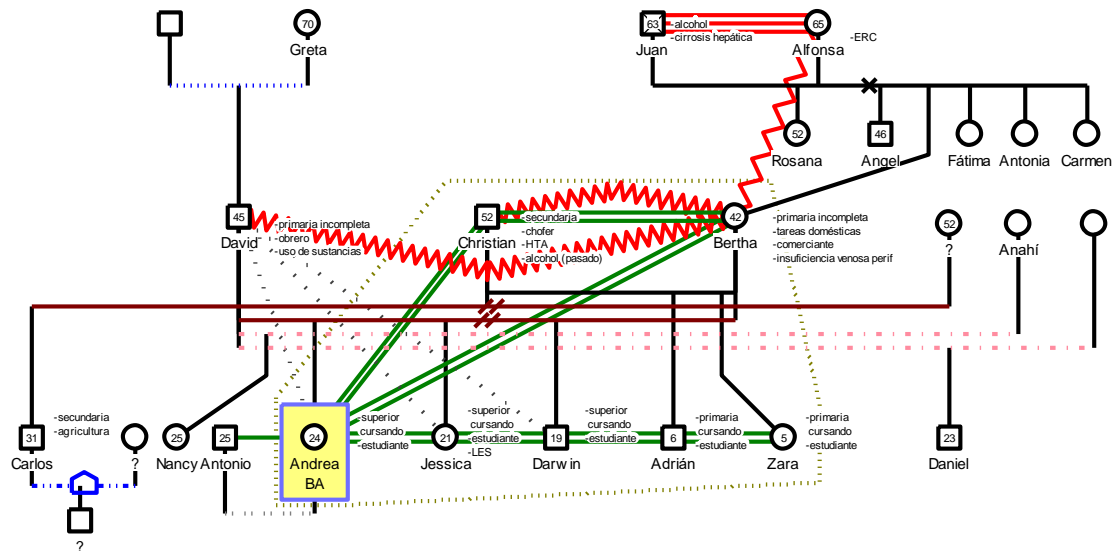 70
Greta
63
-alcohol
-cirrosis hepática
Juan
65
Alfonsa
-ERC
52
Rosana
46
Angel
Fátima
Antonia
Carmen
45
David
-primaria incompleta
-obrero
-uso de sustancias
52
Christian
-secundarja
-chofer
-HTA
-alcohol (pasado)
42
Bertha
-primaria incompleta
-tareas domésticas
-comerciante
-insuficiencia venosa perif
52
?
Anahí
31
Carlos
-secundaria
-agricultura
?
?
25
Nancy
25
Antonio
24
Andrea
BA
-superior
cursando
-estudiante
21
Jessica
-superior
cursando
-estudiante
-LES
19
Darwin
-superior
cursando
-estudiante
6
Adrián
-primaria
cursando
-estudiante
5
Zara
-primaria
cursando
-estudiante
23
Daniel